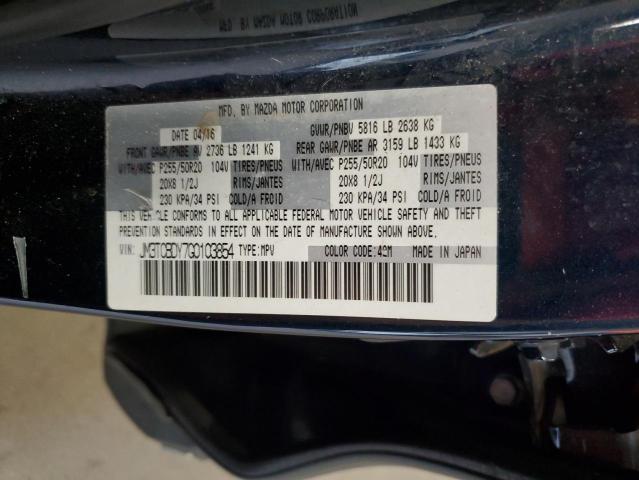 MFD. BY MAZDA MOTOR CORPORATION
DATE 04/16 GVWR/PNBV 5816 LB 2638 KG
FRONT GAWR/PNBE AV 2736 LB 1241 KG REAR GAWR/PNBE AR 3159 LB 1433 KG
WITH/AVEC P255/50R20 104V TIRES/PNEUS WITH/AVEC P255/50R20 104V TIRES/PNEUS
20X8 1/2J RIMS/JANTES 20X8 1/2J RIMS/JANTES
230 KPA/34 PSI COLD/A FROID 230 KPA/34 PSI COLD/A FROID
THIS VEHICLE CONFORMS TO ALL APPLICABLE FEDERAL MOTOR VEHICLE SAFETY AND THEFT
PREVENTION STANDARDS IN EFFECT ON THE DATE OF MANUFACTURE SHOWN ABOVE.
VIN: JM3TCBDY7G0103854 TYPE: MPV COLOR CODE: 42M MADE IN JAPAN